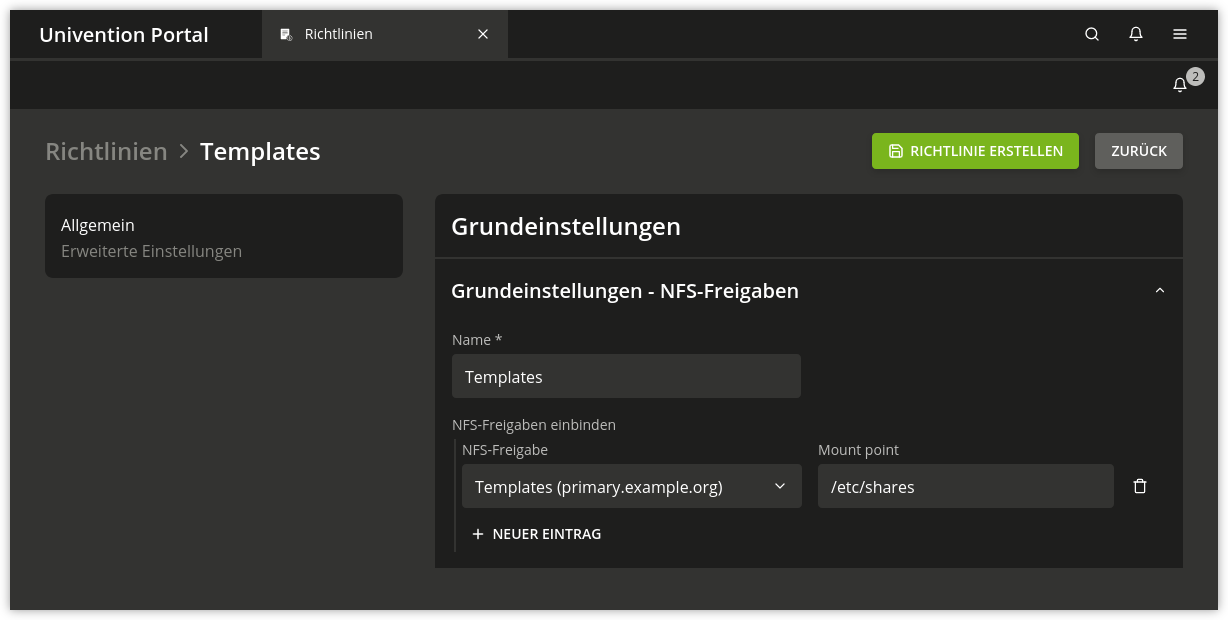 Univention Portal
Richtlinien
2
Richtlinien > Templates
RICHTLINIE ERSTELLEN
ZURÜCK
Allgemein
Erweiterte Einstellungen
Grundeinstellungen
Grundeinstellungen - NFS-Freigaben
Name *
Templates
NFS-Freigaben einbinden
NFS-Freigabe
Mount point
Templates (primary.example.org)
/etc/shares
+ NEUER EINTRAG